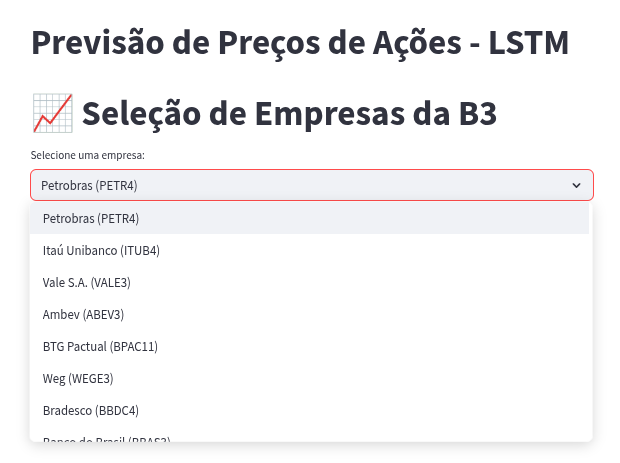 Previsão de Preços de Ações - LSTM
Seleção de Empresas da B3
Selecione uma empresa:
Petrobras (PETR4)
Petrobras (PETR4)
Itaú Unibanco (ITUB4)
Vale S.A. (VALE3)
Ambev (ABEV3)
BTG Pactual (BPAC11)
Weg (WEGE3)
Bradesco (BBDC4)
Banco do Brasil (BBAS3)